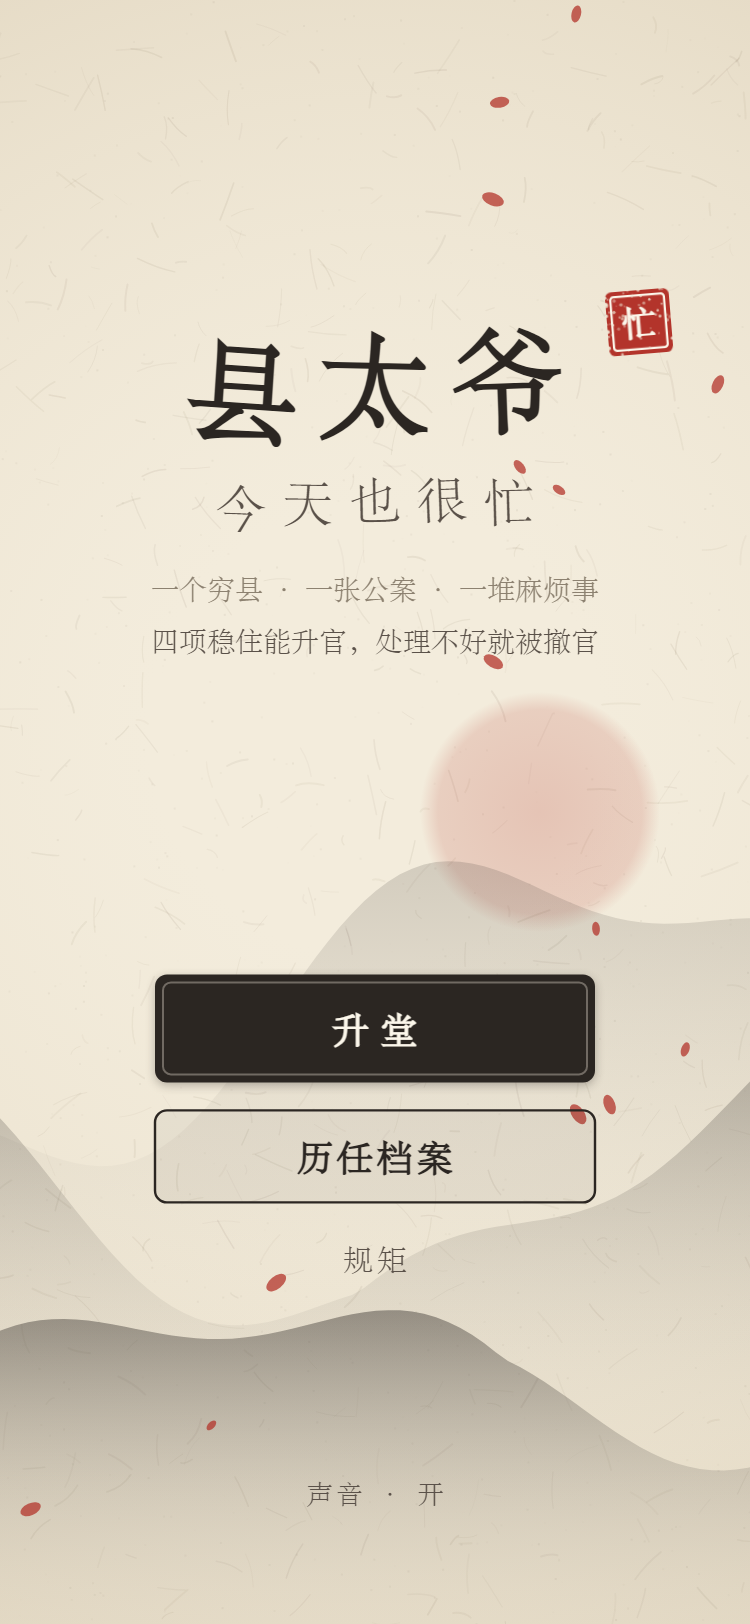 忙
县太爷
今天也很忙
一个穷县 · 一张公案 · 一堆麻烦事
四项稳住能升官，处理不好就被撤官
升堂
历任档案
规矩
声音 · 开